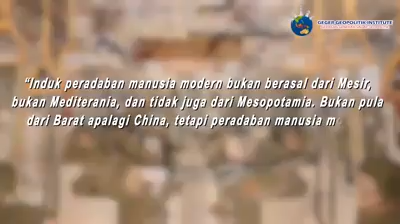 GEGER GEOPOLITIK INSTITUTE
“Induk peradaban manusia modern bukan berasal dari Mesir,
bukan Mediterania, dan tidak juga dari Mesopotamia. Bukan pula
dari Barat apalagi China, tetapi peradaban manusia m